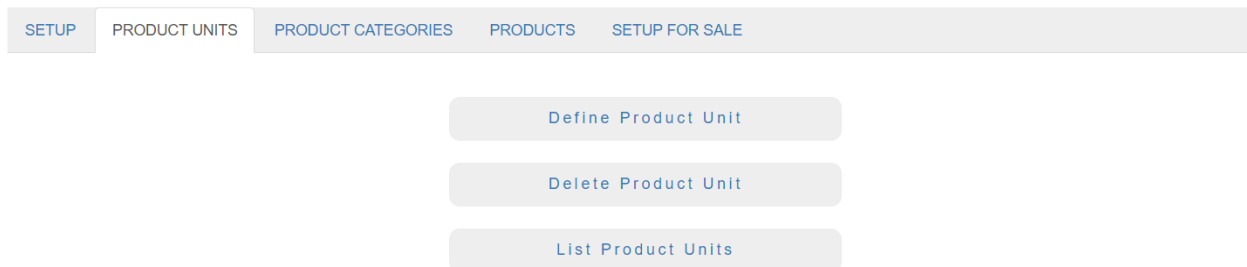 SETUP PRODUCT UNITS PRODUCT CATEGORIES PRODUCTS SETUP FOR SALE
Define Product Unit
Delete Product Unit
List Product Units